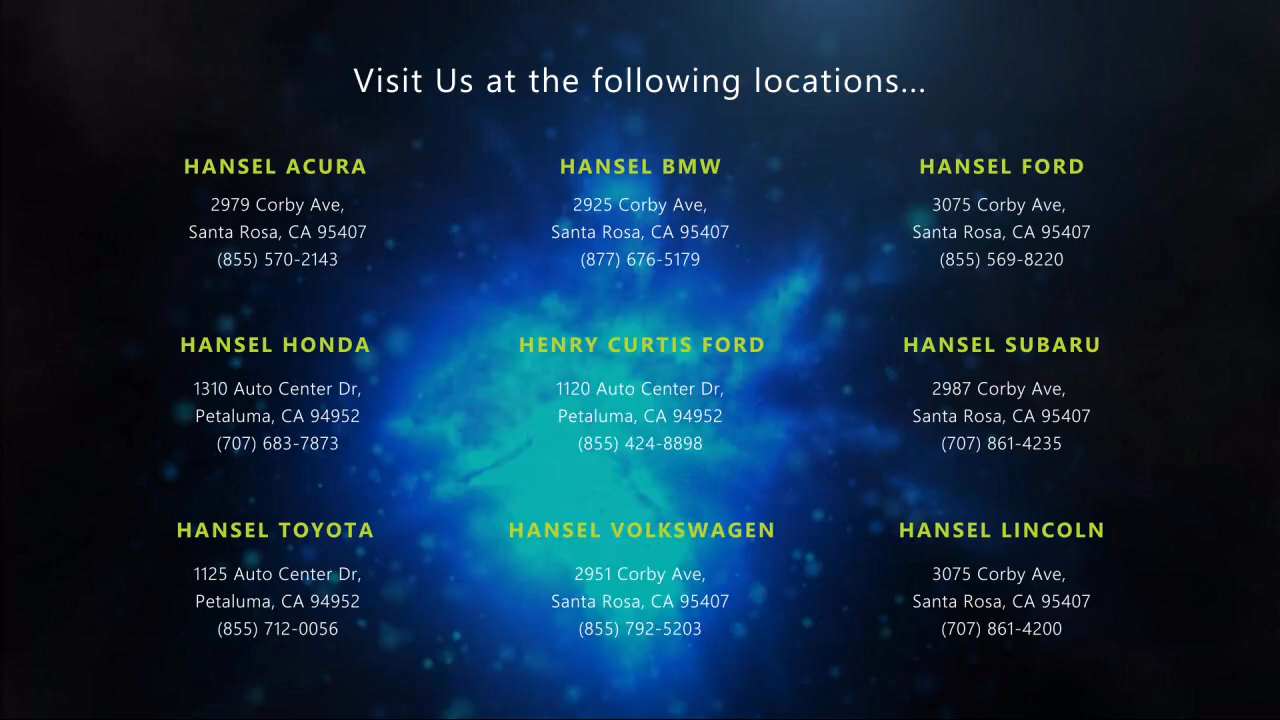 Visit Us at the following locations...
HANSEL ACURA
2979 Corby Ave,
Santa Rosa, CA 95407
(855) 570-2143
HANSEL BMW
2925 Corby Ave,
Santa Rosa, CA 95407
(877) 676-5179
HANSEL FORD
3075 Corby Ave,
Santa Rosa, CA 95407
(855) 569-8220
HANSEL HONDA
1310 Auto Center Dr,
Petaluma, CA 94952
(707) 683-7873
HENRY CURTIS FORD
1120 Auto Center Dr,
Petaluma, CA 94952
(855) 424-8898
HANSEL SUBARU
2987 Corby Ave,
Santa Rosa, CA 95407
(707) 861-4235
HANSEL TOYOTA
1125 Auto Center Dr,
Petaluma, CA 94952
(855) 712-0056
HANSEL VOLKSWAGEN
2951 Corby Ave,
Santa Rosa, CA 95407
(855) 792-5203
HANSEL LINCOLN
3075 Corby Ave,
Santa Rosa, CA 95407
(707) 861-4200